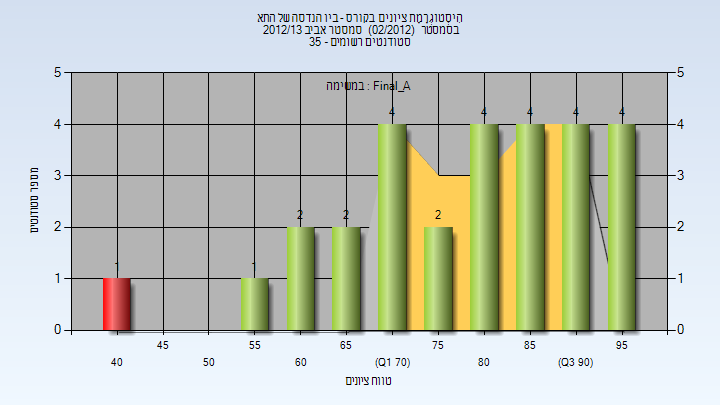 הִיסְטוֹגְרָמַת ציונים בקורס - ביו הנדסה של התא
בסמסטר (02/2012) סמסטר אביב 2012/13
סטודנטים רשומים - 35
במשימה : Final_A
מספר סטודנטים
5 5
4 4
3 3
2 2
1 1
0 0
1 1 2 2 4 2 4 4 4 4
45 55 65 75 85 95
40 50 60 (Q1 70) 80 (Q3 90)
טווח ציונים